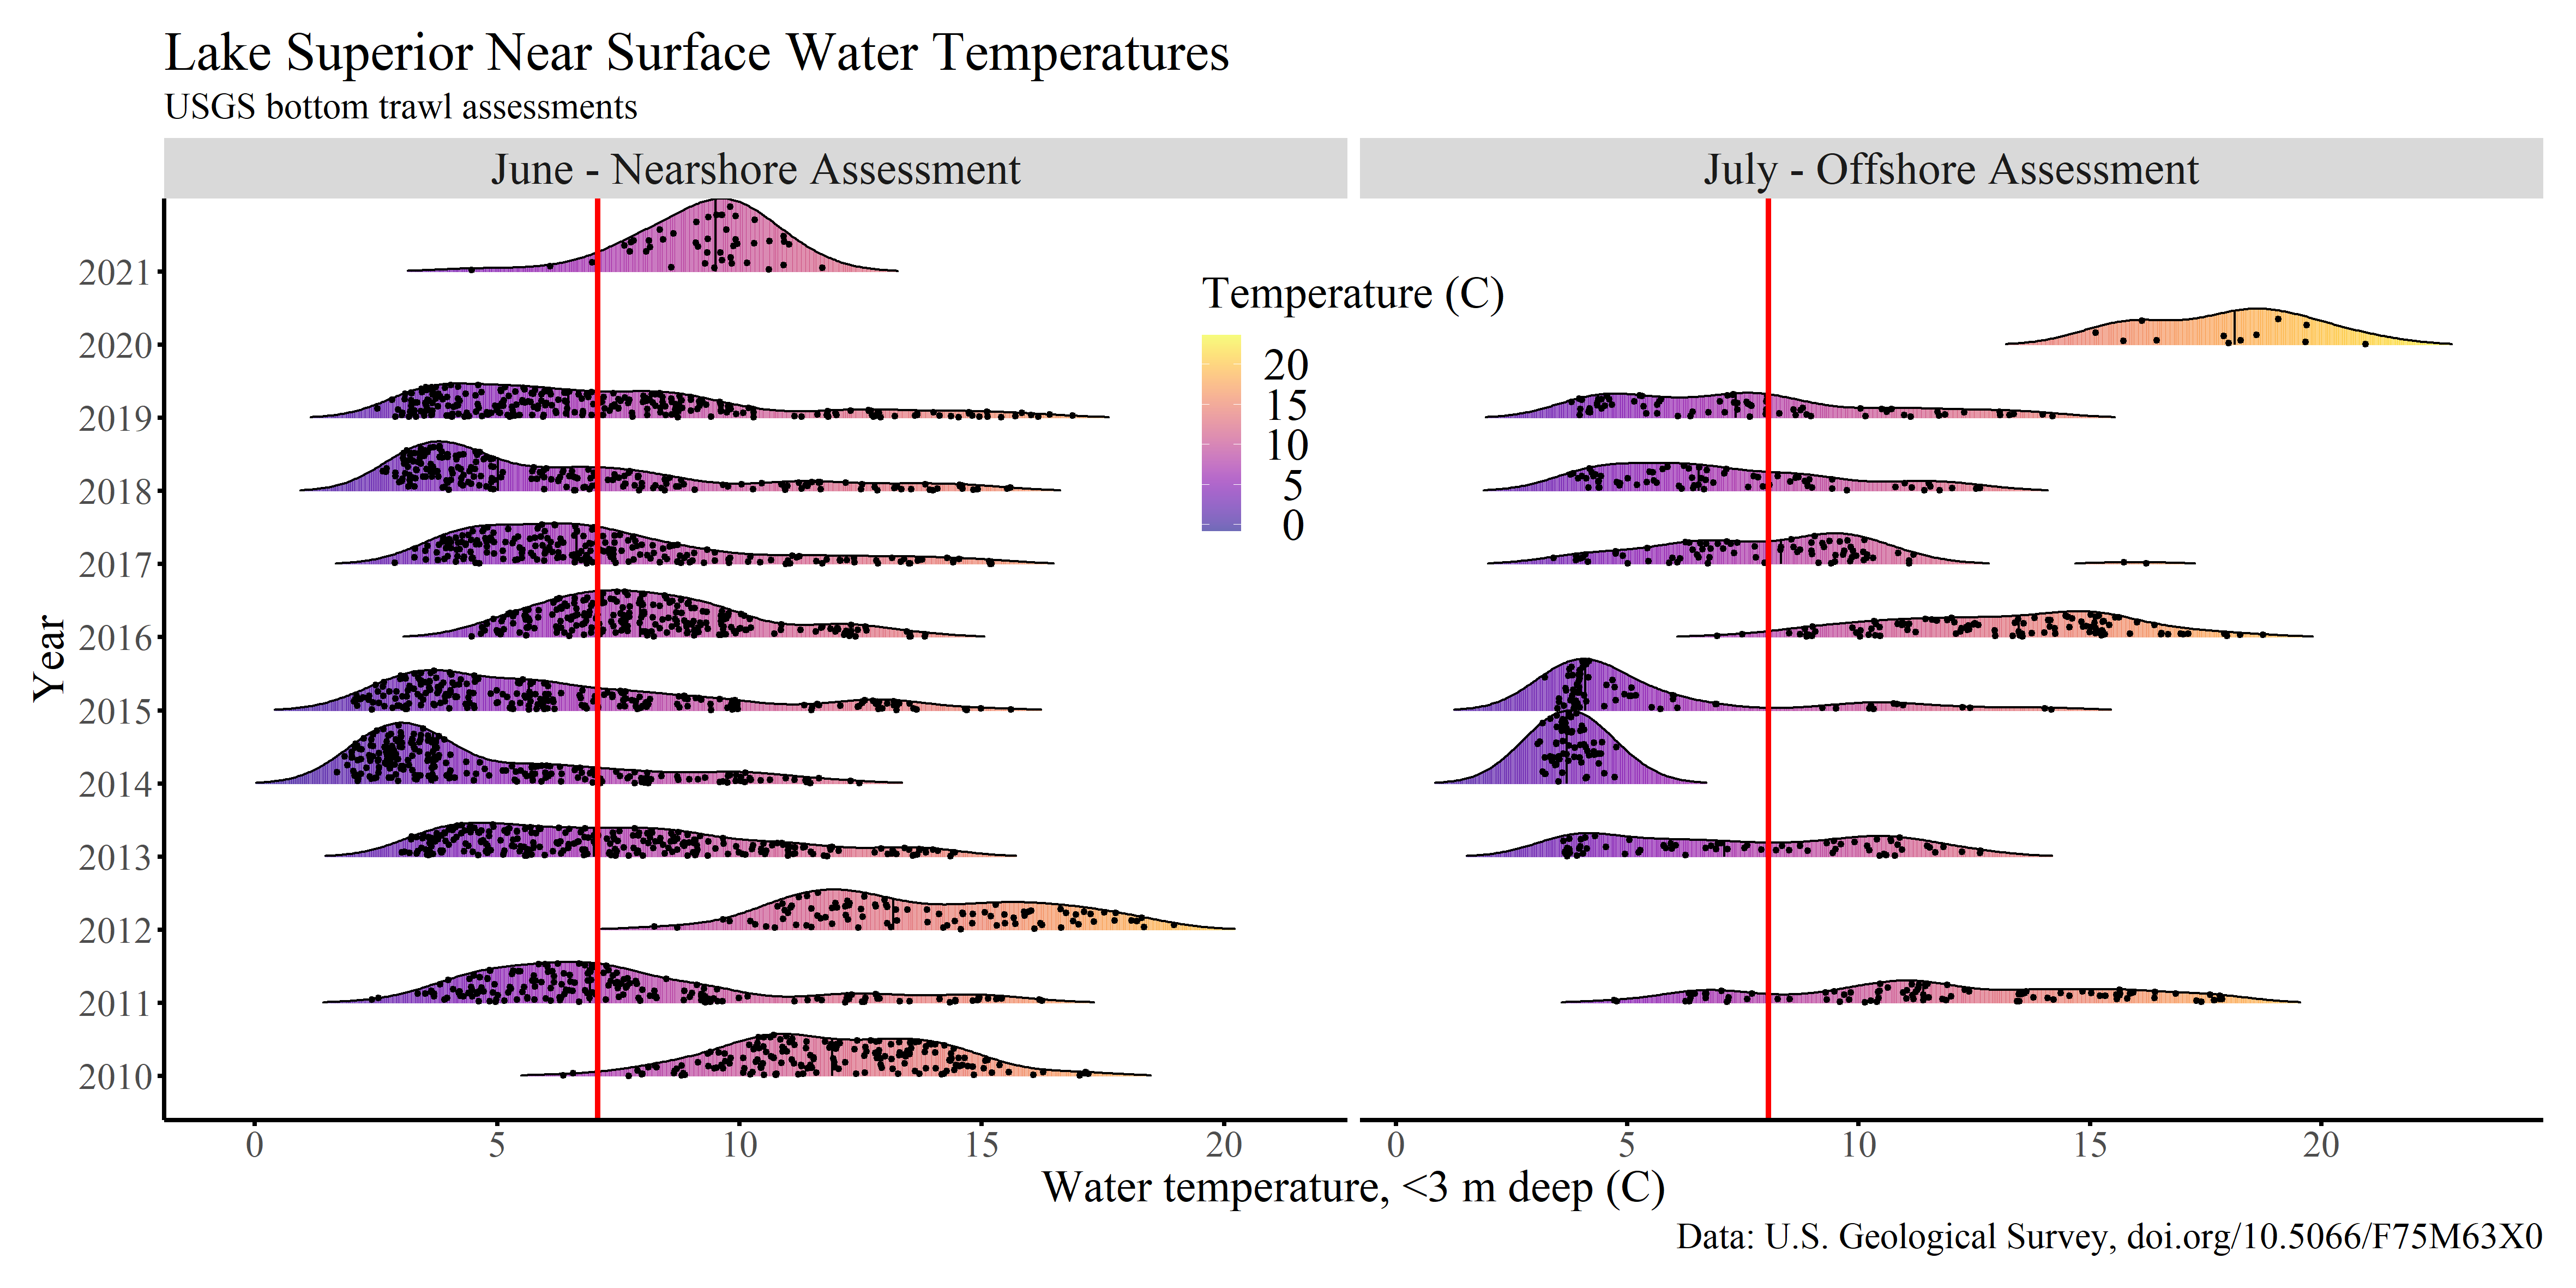 Lake Superior Near Surface Water Temperatures
USGS bottom trawl assessments
June - Nearshore Assessment
July - Offshore Assessment
Temperature (C)
20
15
10
5
0
Year
2021
2020
2019
2018
2017
2016
2015
2014
2013
2012
2011
2010
0 5 10 15 20
0 5 10 15 20
Water temperature, <3 m deep (C)
Data: U.S. Geological Survey, doi.org/10.5066/F75M63X0